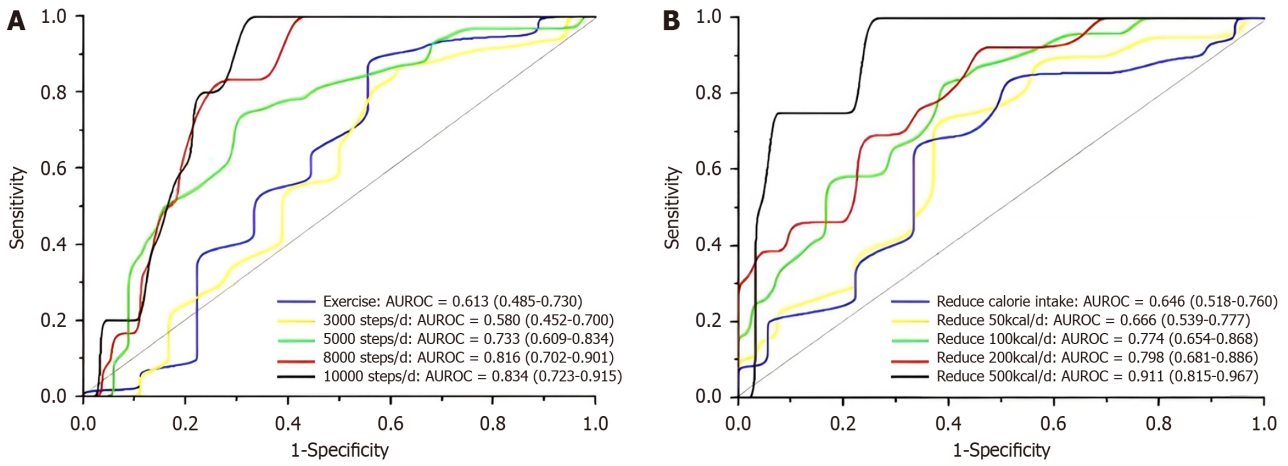 A
1.0
0.8
0.6
0.4
0.2
0.0
Sensitivity
0.0
0.2
0.4
0.6
0.8
1.0
1-Specificity
Exercise: AUROC = 0.613 (0.485-0.730)
3000 steps/d: AUROC = 0.580 (0.452-0.700)
5000 steps/d: AUROC = 0.733 (0.609-0.834)
8000 steps/d: AUROC = 0.816 (0.702-0.901)
10000 steps/d: AUROC = 0.834 (0.723-0.915)
B
1.0
0.8
0.6
0.4
0.2
0.0
Sensitivity
0.0
0.2
0.4
0.6
0.8
1.0
1-Specificity
Reduce calorie intake: AUROC = 0.646 (0.518-0.760)
Reduce 50kcal/d: AUROC = 0.666 (0.539-0.777)
Reduce 100kcal/d: AUROC = 0.774 (0.654-0.868)
Reduce 200kcal/d: AUROC = 0.798 (0.681-0.886)
Reduce 500kcal/d: AUROC = 0.911 (0.815-0.967)